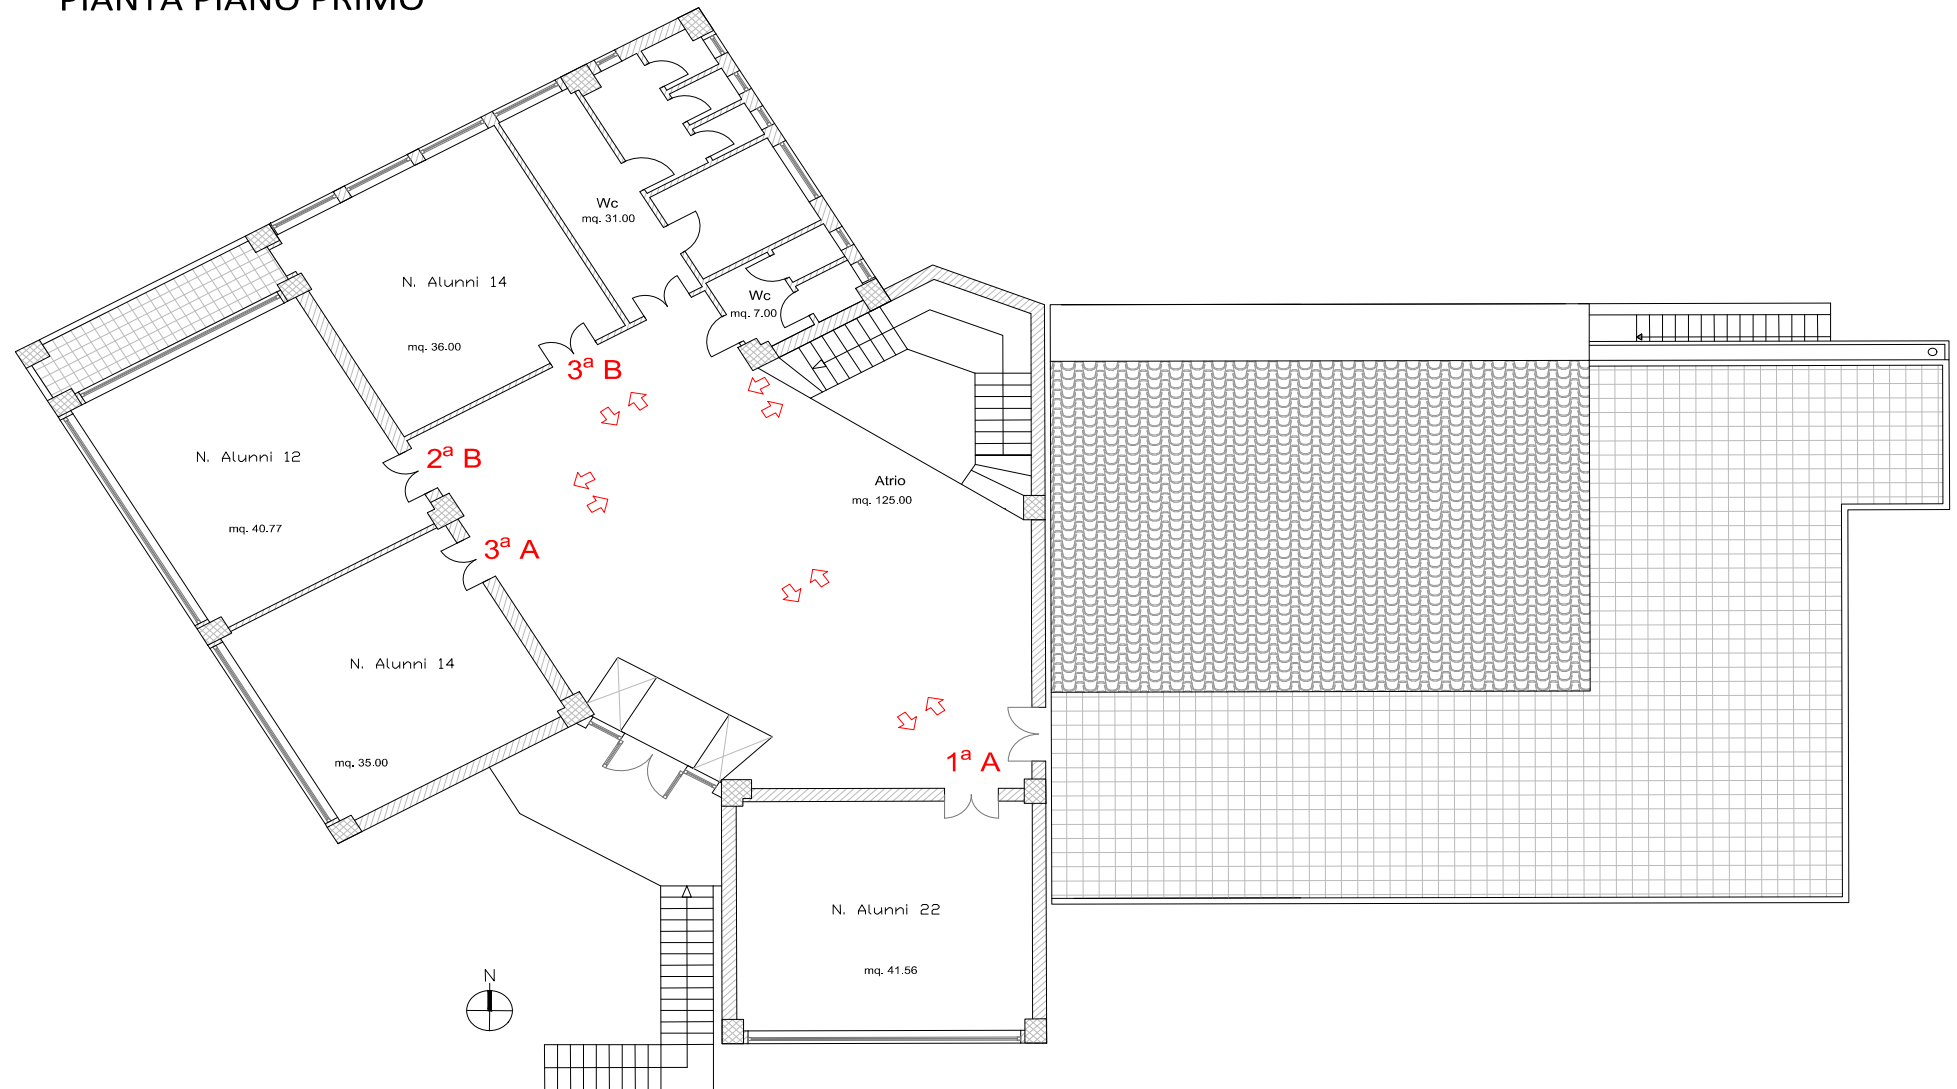 PIANTA PIANO PRIMO
Wc
mq. 31.00
N. Alunni 14
mq. 36.00
Wc
mq. 7.00
3ª B
N. Alunni 12
mq. 40.77
2ª B
Atrio
mq. 125.00
3ª A
N. Alunni 14
mq. 35.00
1ª A
N. Alunni 22
mq. 41.56
N